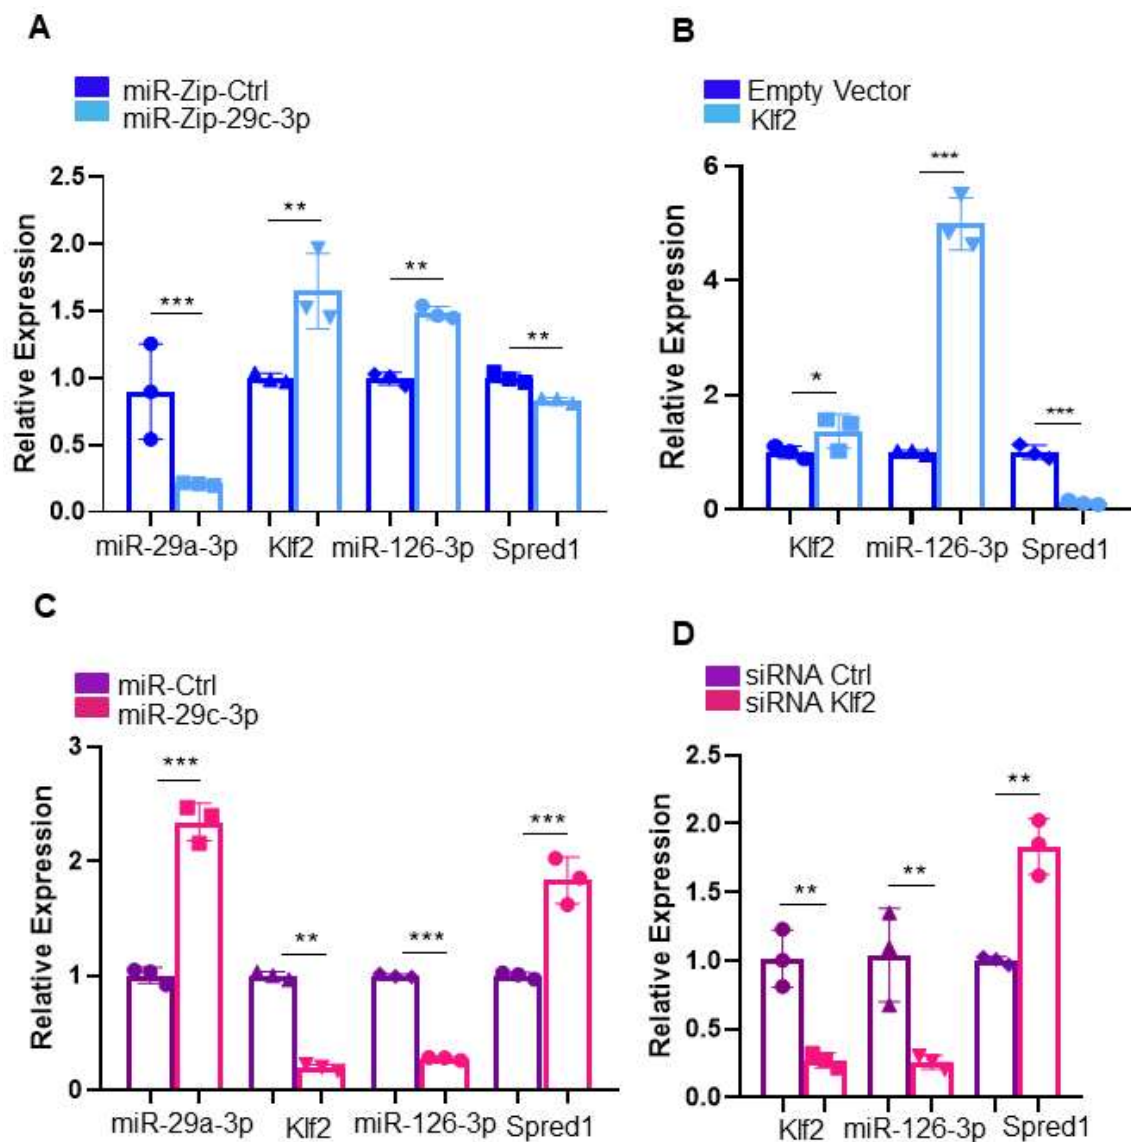 A
miR-Zip-Ctrl
miR-Zip-29c-3p
Relative Expression
2.5
2.0
1.5
1.0
0.5
0.0
***
**
**
**
miR-29a-3p Klf2 miR-126-3p Spred1
B
Empty Vector
Klf2
Relative Expression
6
4
2
0
*
***
***
Klf2 miR-126-3p Spred1
C
miR-Ctrl
miR-29c-3p
Relative Expression
3
2
1
0
***
**
***
***
miR-29a-3p Klf2 miR-126-3p Spred1
D
siRNA Ctrl
siRNA Klf2
Relative Expression
2.5
2.0
1.5
1.0
0.5
0.0
**
**
**
Klf2 miR-126-3p Spred1